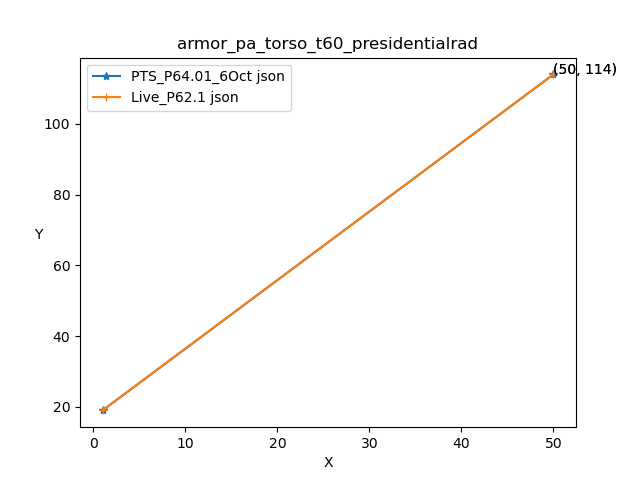 armor_pa_torso_t60_presidentialrad
PTS_P64.01_6Oct json
Live_P62.1 json
(50, 114)
100
80
60
40
20
Y
0 10 20 30 40 50
X